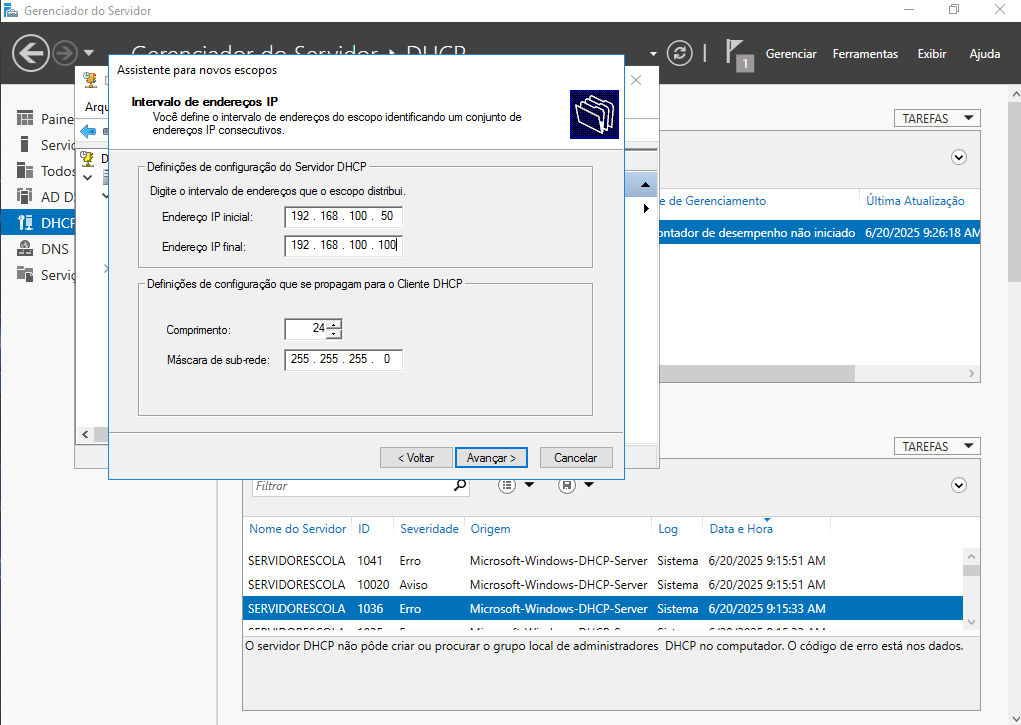 Gerenciador do Servidor
Gerenciador do Servidor ▸ DHCP
1
Gerenciar
Ferramentas
Exibir
Ajuda
Paine
Servic
Todos
AD D
DHCP
DNS
Serviç
Arqu
D
Assistente para novos escopos
Intervalo de endereços IP
Você define o intervalo de endereços do escopo identificando um conjunto de
endereços IP consecutivos.
Definições de configuração do Servidor DHCP
Digite o intervalo de endereços que o escopo distribui.
Endereço IP inicial: 192 . 168 . 100 . 50
Endereço IP final: 192 . 168 . 100 . 100
Definições de configuração que se propagam para o Cliente DHCP
Comprimento: 24
Máscara de sub-rede: 255 . 255 . 255 . 0
< Voltar Avançar > Cancelar
TAREFAS
e de Gerenciamento Última Atualização
ontador de desempenho não iniciado 6/20/2025 9:26:18 AM
TAREFAS
Filtrar
Nome do Servidor ID Severidade Origem Log Data e Hora
SERVIDORESCOLA 1041 Erro Microsoft-Windows-DHCP-Server Sistema 6/20/2025 9:15:51 AM
SERVIDORESCOLA 10020 Aviso Microsoft-Windows-DHCP-Server Sistema 6/20/2025 9:15:51 AM
SERVIDORESCOLA 1036 Erro Microsoft-Windows-DHCP-Server Sistema 6/20/2025 9:15:33 AM
O servidor DHCP não pôde criar ou procurar o grupo local de administradores DHCP no computador. O código de erro está nos dados.